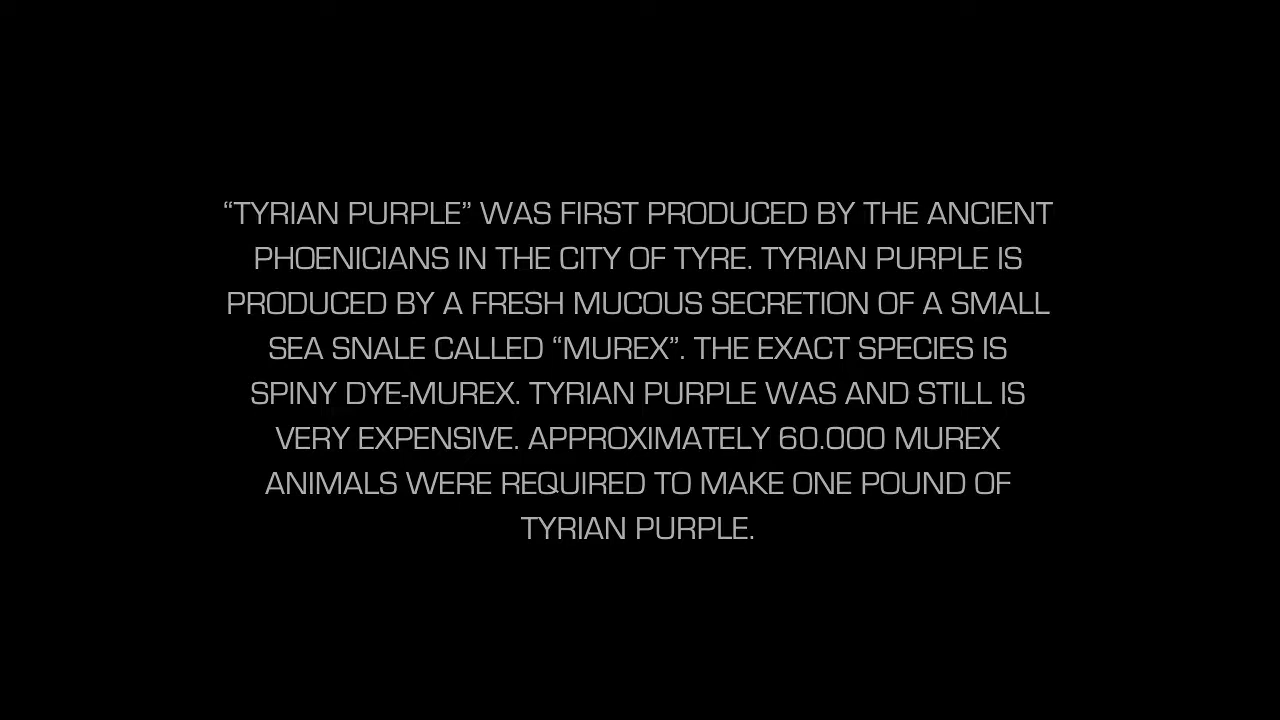 “TYRIAN PURPLE” WAS FIRST PRODUCED BY THE ANCIENT
PHOENICIANS IN THE CITY OF TYRE. TYRIAN PURPLE IS
PRODUCED BY A FRESH MUCOUS SECRETION OF A SMALL
SEA SNALE CALLED “MUREX”. THE EXACT SPECIES IS
SPINY DYE-MUREX. TYRIAN PURPLE WAS AND STILL IS
VERY EXPENSIVE. APPROXIMATELY 60.000 MUREX
ANIMALS WERE REQUIRED TO MAKE ONE POUND OF
TYRIAN PURPLE.